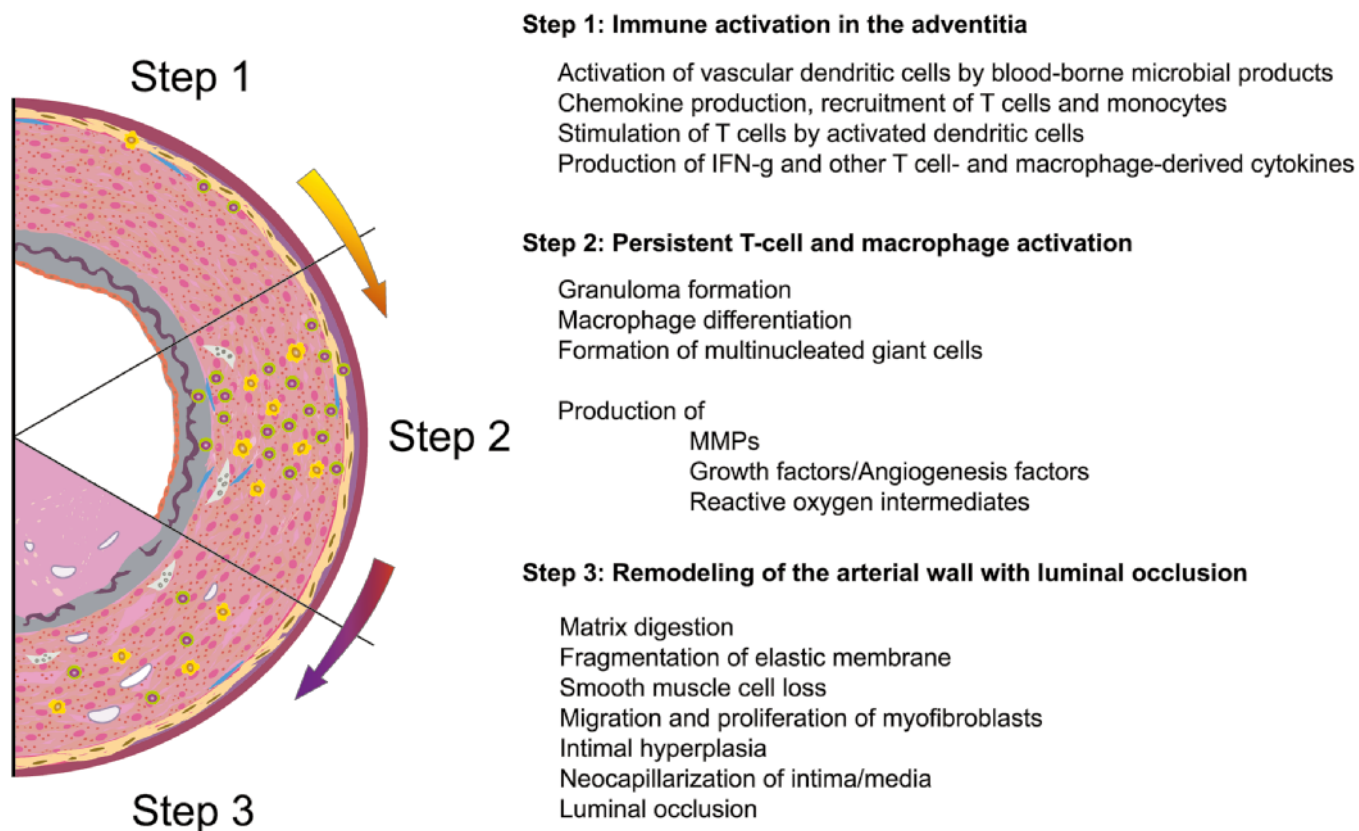 Step 1
Step 2
Step 3
Step 1: Immune activation in the adventitia
Activation of vascular dendritic cells by blood-borne microbial products
Chemokine production, recruitment of T cells and monocytes
Stimulation of T cells by activated dendritic cells
Production of IFN-g and other T cell- and macrophage-derived cytokines
Step 2: Persistent T-cell and macrophage activation
Granuloma formation
Macrophage differentiation
Formation of multinucleated giant cells
Production of
MMPs
Growth factors/Angiogenesis factors
Reactive oxygen intermediates
Step 3: Remodeling of the arterial wall with luminal occlusion
Matrix digestion
Fragmentation of elastic membrane
Smooth muscle cell loss
Migration and proliferation of myofibroblasts
Intimal hyperplasia
Neocapillarization of intima/media
Luminal occlusion